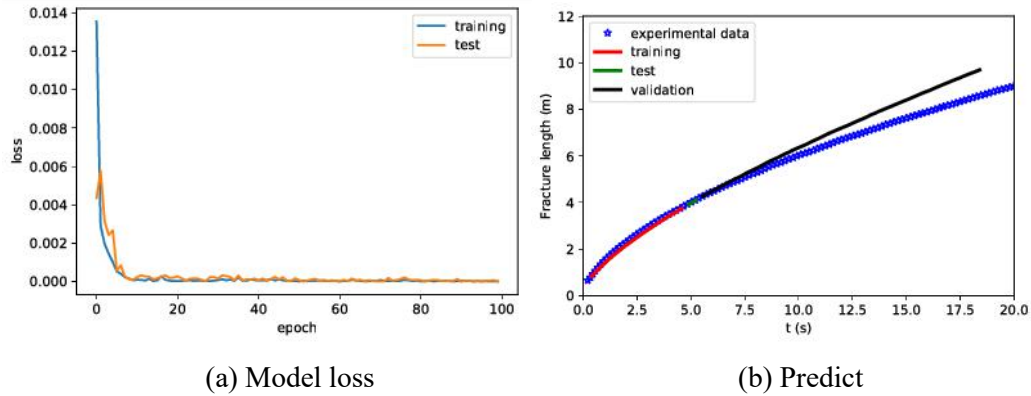 0.014
0.012
0.010
0.008
0.006
0.004
0.002
0.000
loss
training
test
0 20 40 60 80 100
epoch
(a) Model loss
12
10
8
6
4
2
0
Fracture length (m)
experimental data
training
test
validation
0.0 2.5 5.0 7.5 10.0 12.5 15.0 17.5 20.0
t (s)
(b) Predict